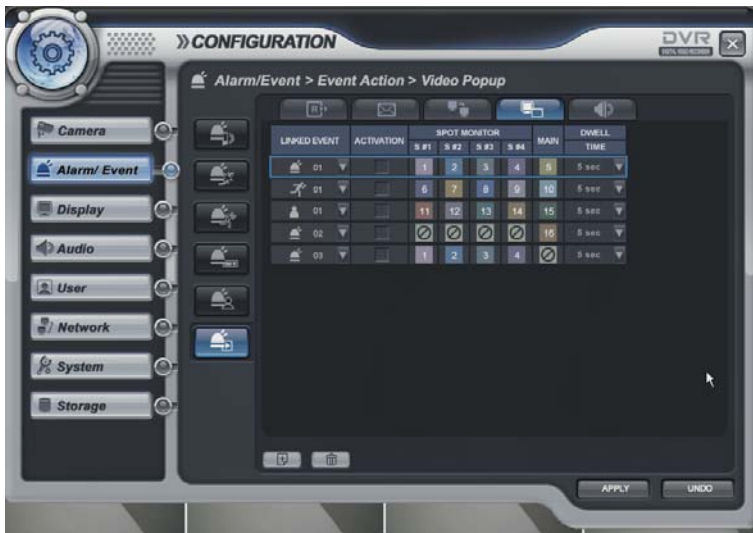 CONFIGURATION
DVR
DIGITAL VIDEO RECORDER
Alarm/Event > Event Action > Video Popup
Camera
Alarm/ Event
Display
Audio
User
Network
System
Storage
LINKED EVENT ACTIVATION SPOT MONITOR MAIN DWELL TIME
S #1 S #2 S #3 S #4
01 1 2 3 4 5 5 sec
01 6 7 8 9 10 5 sec
01 11 12 13 14 15 5 sec
02 16 5 sec
03 1 2 3 4 5 sec
APPLY UNDO